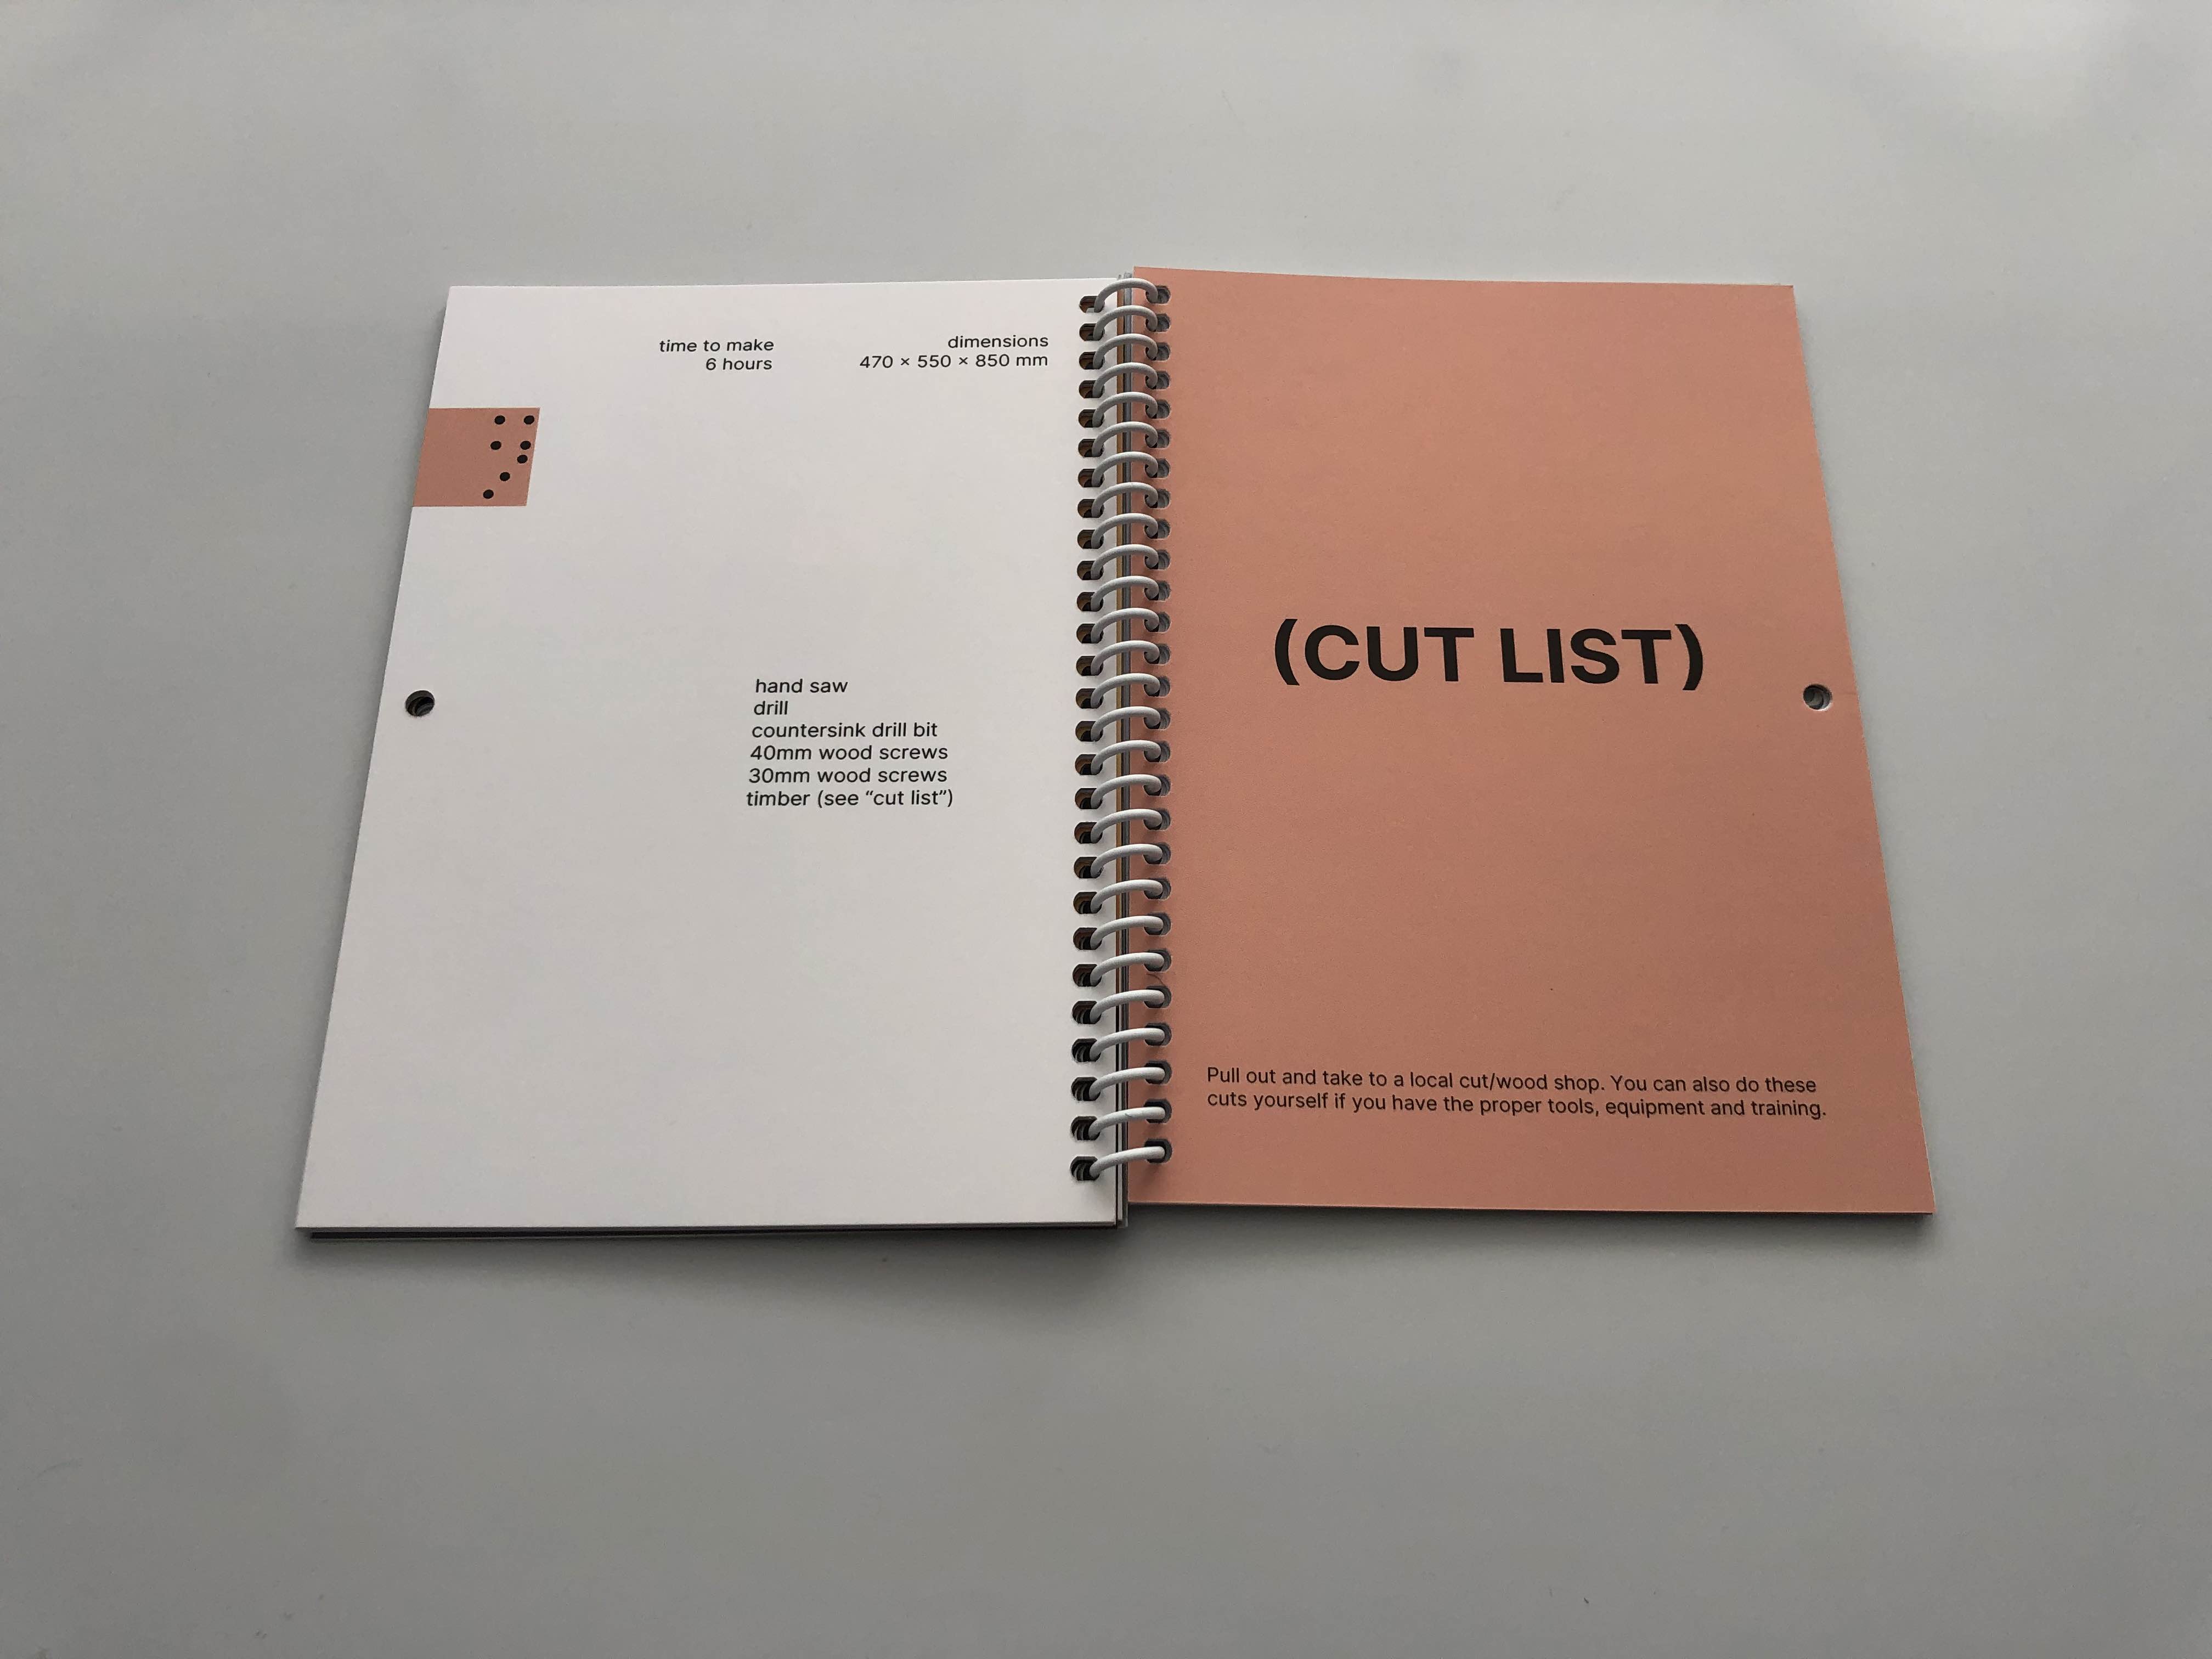 time to make
6 hours
dimensions
470 × 550 × 850 mm
hand saw
drill
countersink drill bit
40mm wood screws
30mm wood screws
timber (see “cut list”)
(CUT LIST)
Pull out and take to a local cut/wood shop. You can also do these
cuts yourself if you have the proper tools, equipment and training.